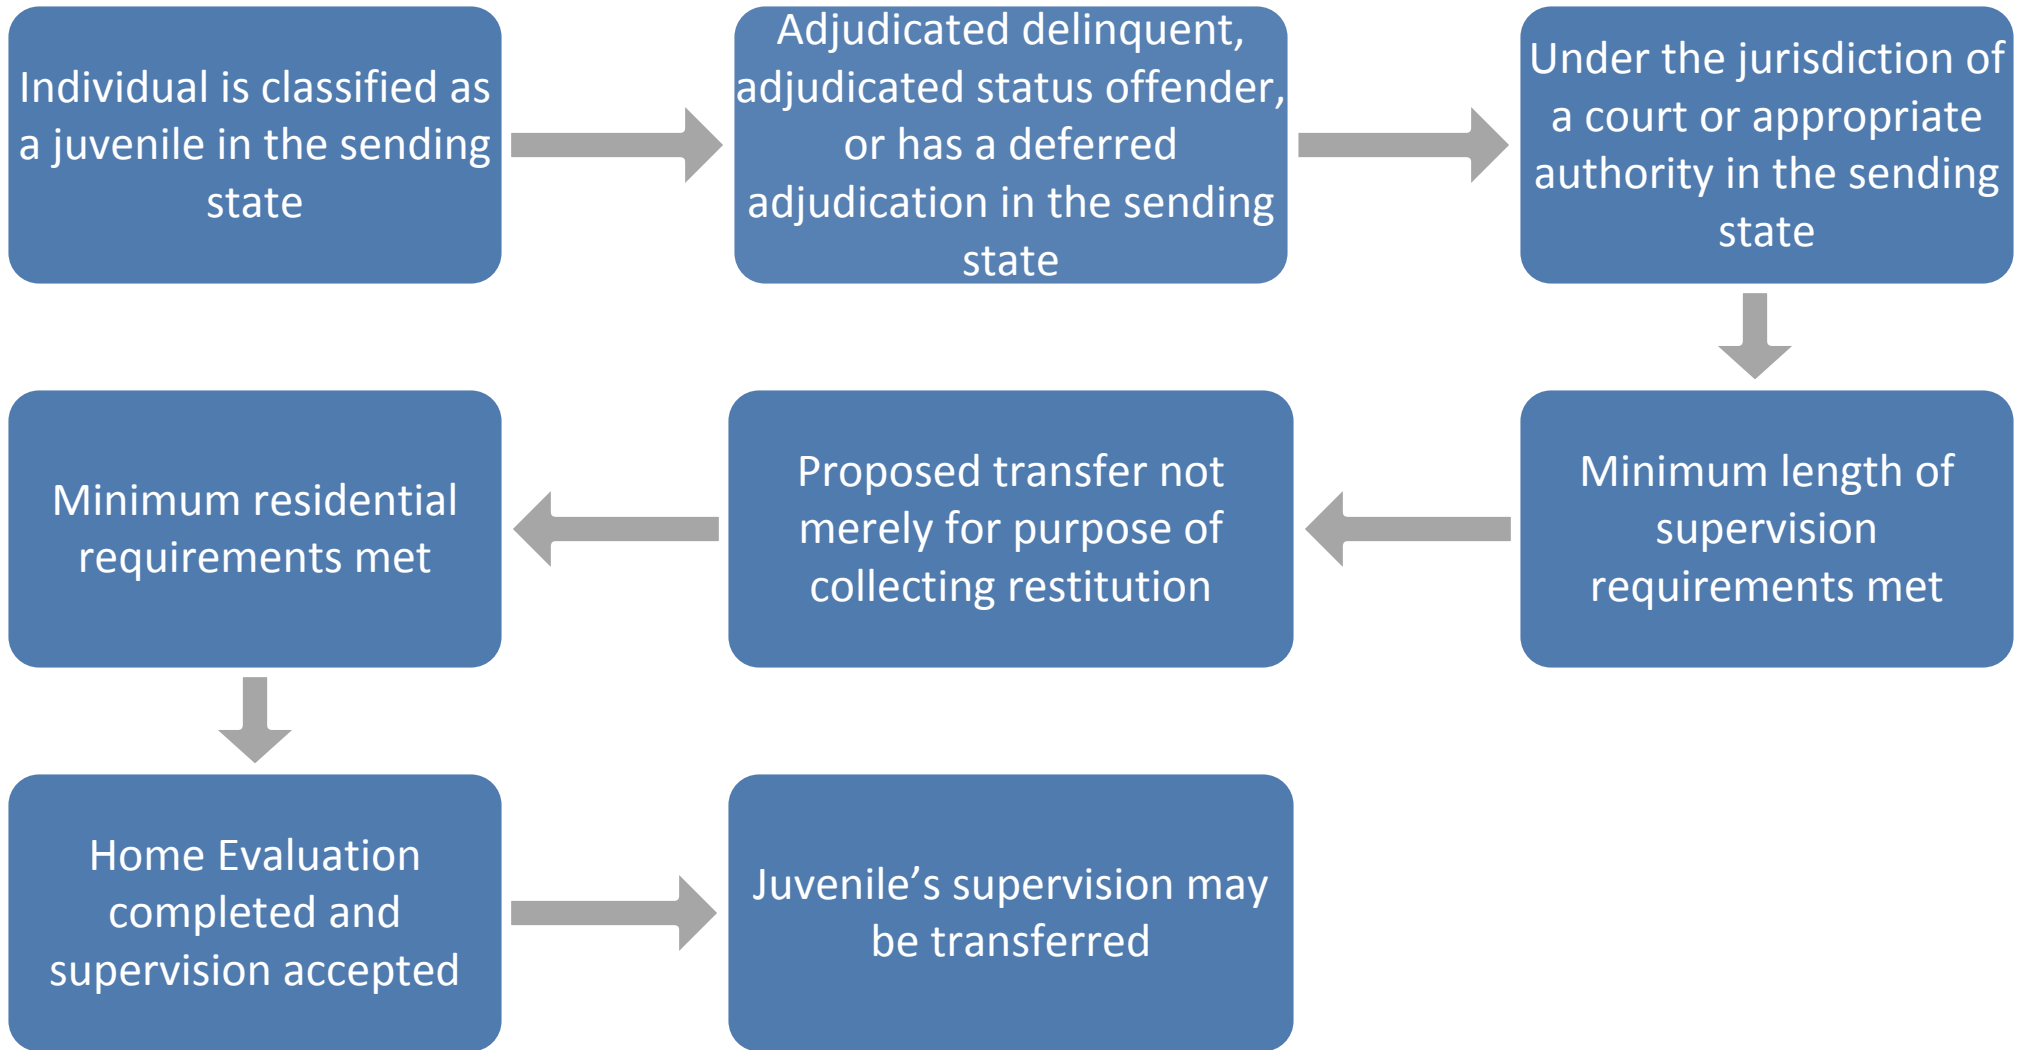 Individual is classified as
a juvenile in the sending
state
Adjudicated delinquent,
adjudicated status offender,
or has a deferred
adjudication in the sending
state
Under the jurisdiction of
a court or appropriate
authority in the sending
state
Minimum length of
supervision
requirements met
Proposed transfer not
merely for purpose of
collecting restitution
Minimum residential
requirements met
Home Evaluation
completed and
supervision accepted
Juvenile’s supervision may
be transferred